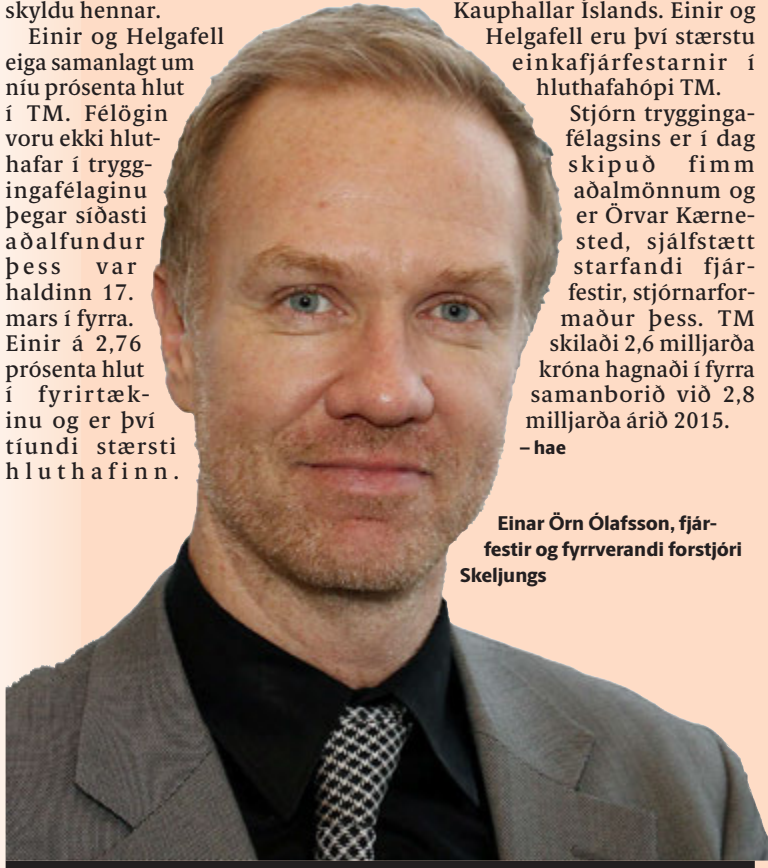 skyldu hennar.
Einir og Helgafell
eiga samanlagt um
níu prósenta hlut
í TM. Félögin
voru ekki hlut-
hafar í trygg-
ingafélaginu
þegar síðasti
aðalfundur
þess var
haldinn 17.
mars í fyrra.
Einir á 2,76
prósenta hlut
í fyrirtæk-
inu og er því
tíundi stærsti
hluthafinn.
Kauphallar Íslands. Einir og
Helgafell eru því stærstu
einkafjárfestarnir í
hluthafahópi TM.
Stjórn trygginga-
félagsins er í dag
skipuð fimm
aðalmönnum og
er Örvar Kærne-
sted, sjálfstætt
starfandi fjár-
festir, stjórnarfor-
maður þess. TM
skilaði 2,6 milljarða
króna hagnaði í fyrra
samanborið við 2,8
milljarða árið 2015.
– hae
Einar Örn Ólafsson, fjár-
festir og fyrrverandi forstjóri
Skeljungs